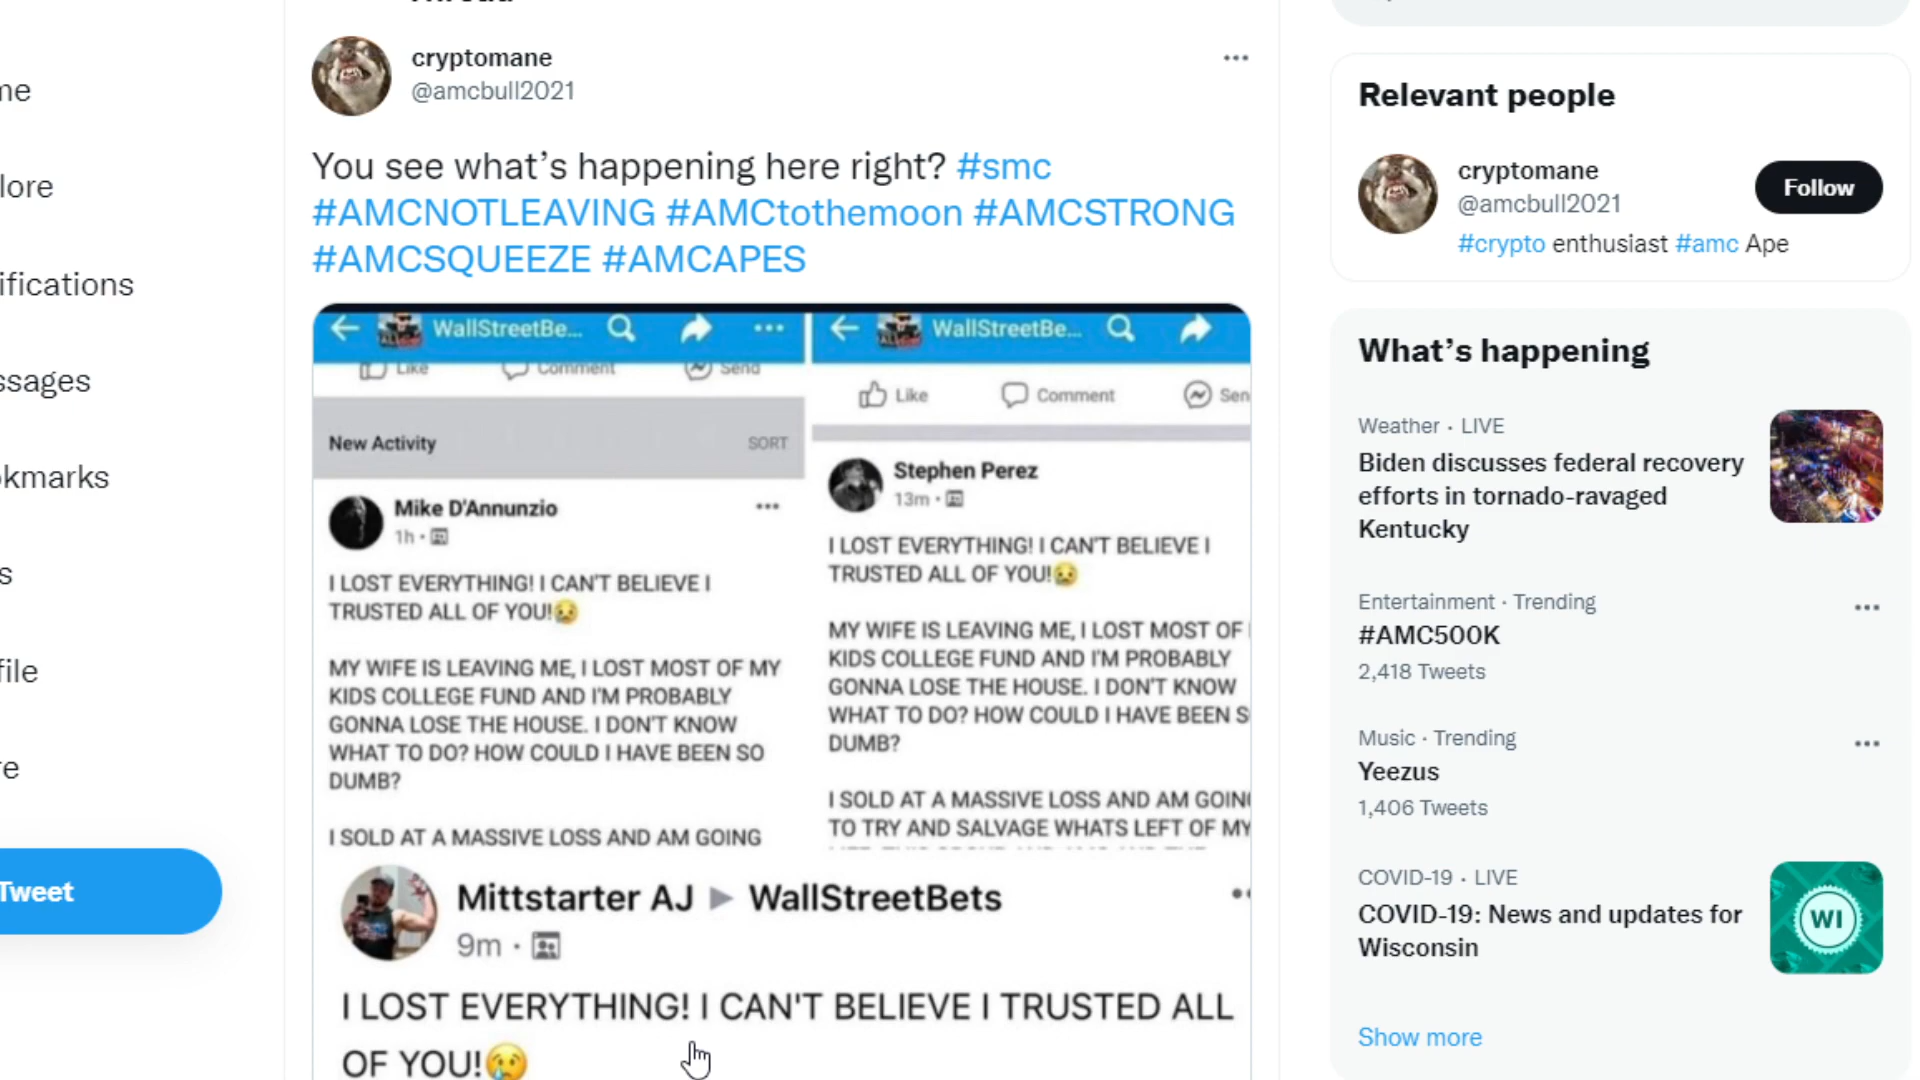 me
lore
ifications
ssages
okmarks
s
file
re
Tweet
cryptomane
@amcbull2021
You see what’s happening here right? #smc
#AMCNOTLEAVING #AMCtothemoon #AMCSTRONG
#AMCSQUEEZE #AMCAPES
WallStreetBe...
Like Comment Send
New Activity SORT
Mike D'Annunzio
1h
I LOST EVERYTHING! I CAN'T BELIEVE I
TRUSTED ALL OF YOU!😢
MY WIFE IS LEAVING ME, I LOST MOST OF MY
KIDS COLLEGE FUND AND I'M PROBABLY
GONNA LOSE THE HOUSE. I DON'T KNOW
WHAT TO DO? HOW COULD I HAVE BEEN SO
DUMB?
I SOLD AT A MASSIVE LOSS AND AM GOING
WallStreetBe...
Like Comment Sen
Stephen Perez
13m
I LOST EVERYTHING! I CAN'T BELIEVE I
TRUSTED ALL OF YOU!😢
MY WIFE IS LEAVING ME, I LOST MOST OF
KIDS COLLEGE FUND AND I'M PROBABLY
GONNA LOSE THE HOUSE. I DON'T KNOW
WHAT TO DO? HOW COULD I HAVE BEEN S
DUMB?
I SOLD AT A MASSIVE LOSS AND AM GOING
TO TRY AND SALVAGE WHATS LEFT OF MY
Mittstarter AJ ▶ WallStreetBets
9m
I LOST EVERYTHING! I CAN'T BELIEVE I TRUSTED ALL
OF YOU!😢
Relevant people
cryptomane
@amcbull2021
Follow
#crypto enthusiast #amc Ape
What’s happening
Weather · LIVE
Biden discusses federal recovery
efforts in tornado-ravaged
Kentucky
Entertainment · Trending
#AMC500K
2,418 Tweets
Music · Trending
Yeezus
1,406 Tweets
COVID-19 · LIVE
COVID-19: News and updates for
Wisconsin
WI
Show more